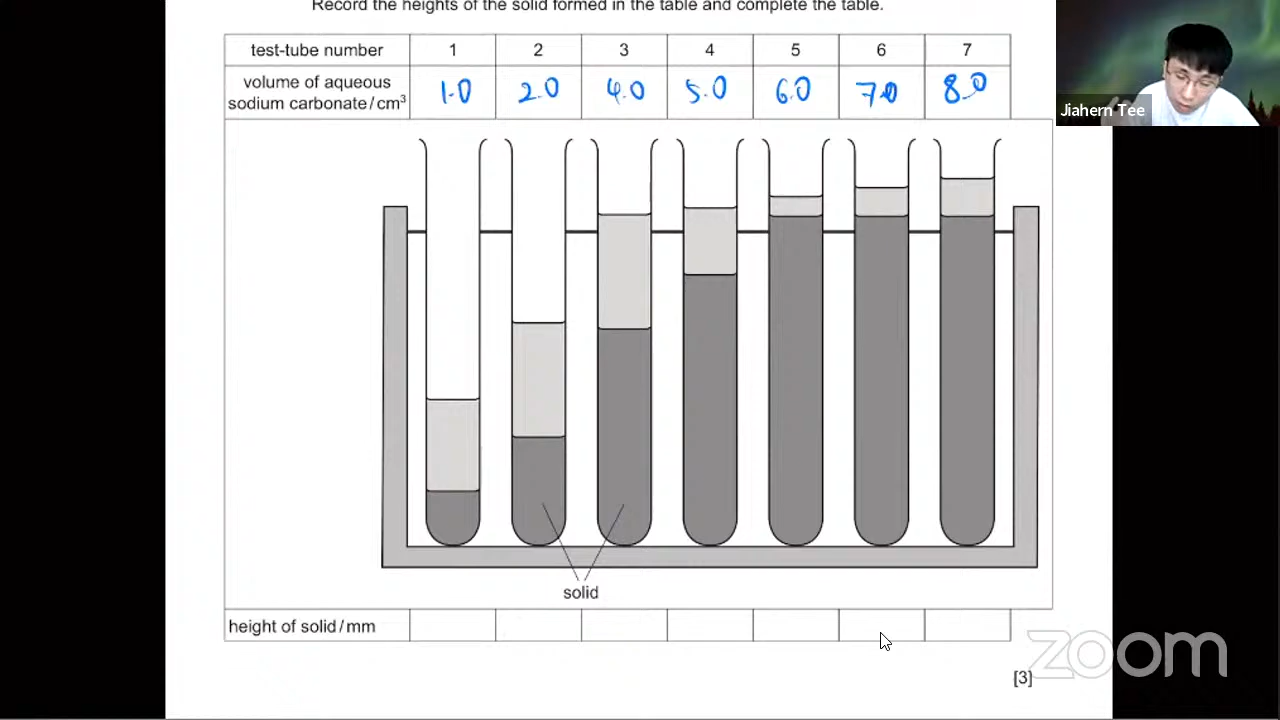 Record the heights of the solid formed in the table and complete the table.
test-tube number 1 2 3 4 5 6 7
volume of aqueous
sodium carbonate / cm³ 1.0 2.0 4.0 5.0 6.0 7.0 8.0
Jiahern Tee
solid
height of solid / mm
[3]
zoom